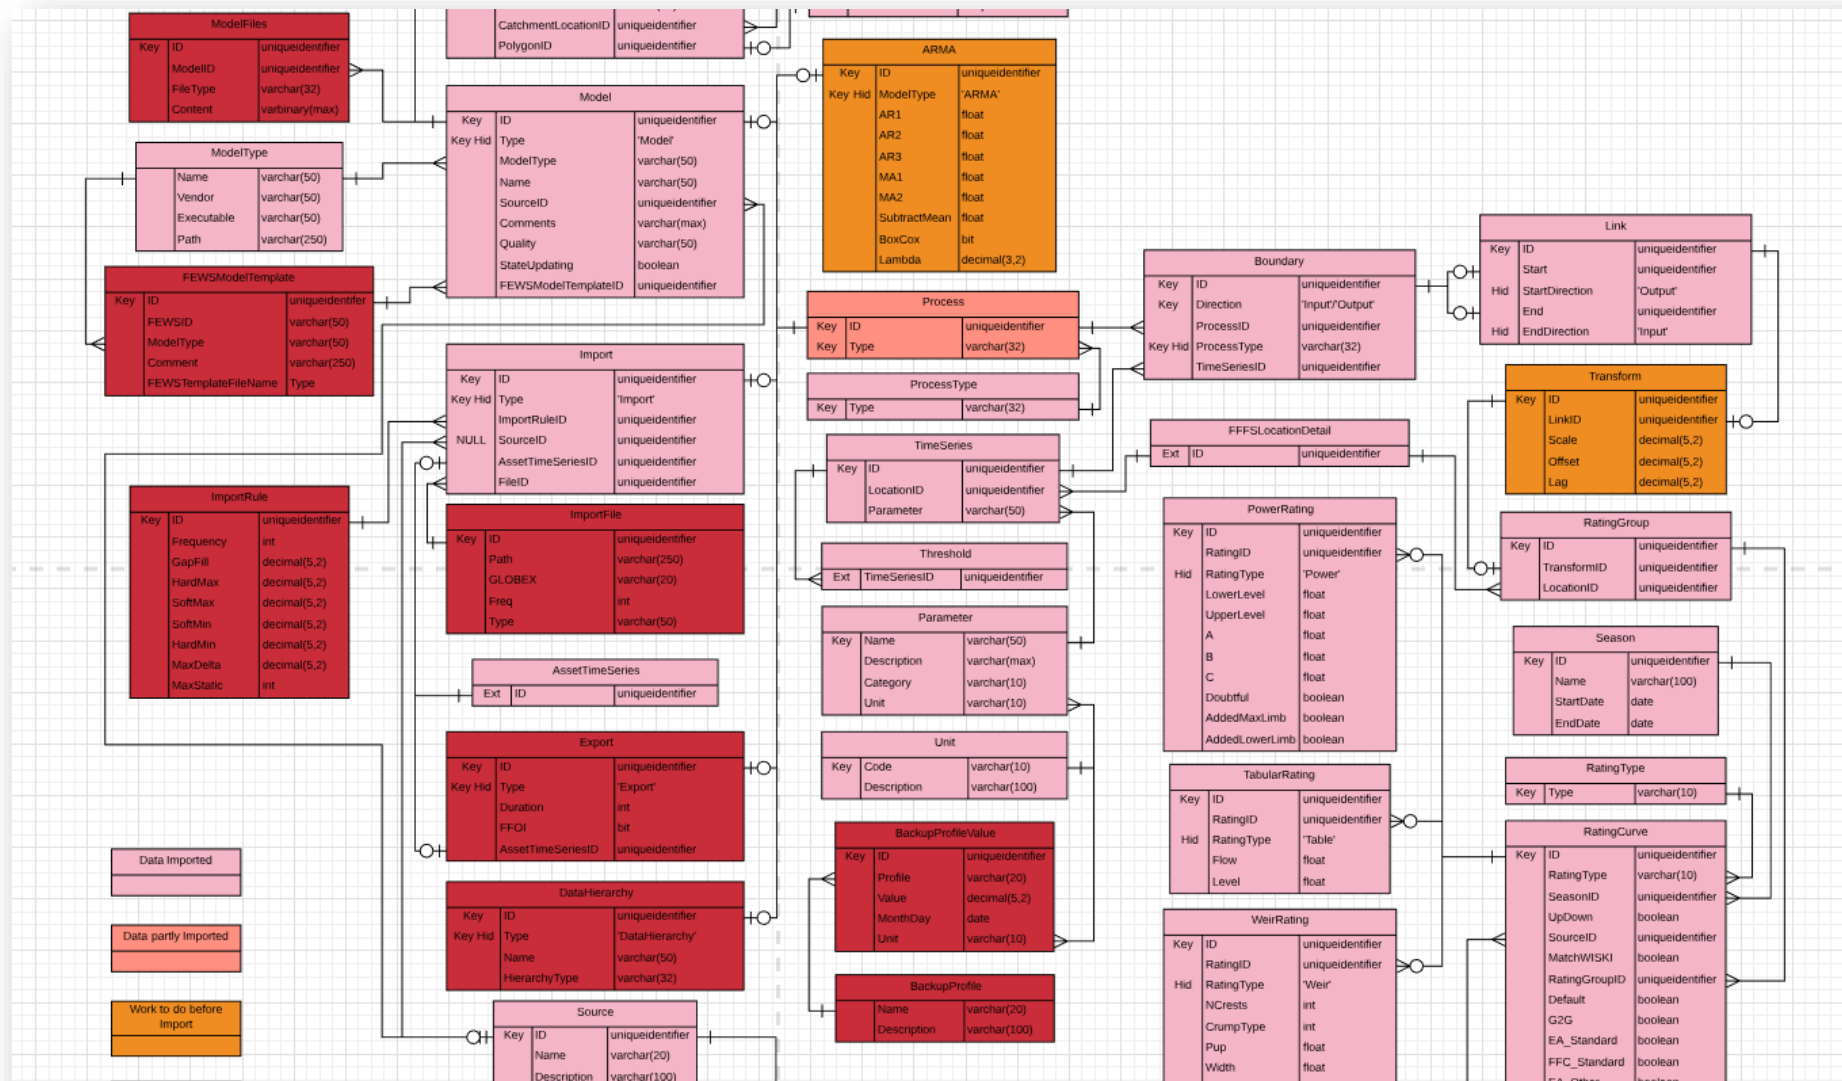 ModelFiles
Key ID uniqueidentifier
ModelID uniqueidentifier
FileType varchar(32)
Content varbinary(max)
ModelType
Name varchar(50)
Vendor varchar(50)
Executable varchar(50)
Path varchar(250)
FEWSModelTemplate
Key ID uniqueidentifier
FEWSID varchar(50)
ModelType varchar(50)
Comment varchar(250)
FEWSTemplateFileName Type
ImportRule
Key ID uniqueidentifier
Frequency int
GapFill decimal(5,2)
HardMax decimal(5,2)
SoftMax decimal(5,2)
SoftMin decimal(5,2)
HardMin decimal(5,2)
MaxDelta decimal(5,2)
MaxStatic int
Data Imported
Data partly Imported
Work to do before
Import
CatchmentLocationID uniqueidentifier
PolygonID uniqueidentifier
Model
Key ID uniqueidentifier
Key Hid Type 'Model'
ModelType varchar(50)
Name varchar(50)
SourceID uniqueidentifier
Comments varchar(max)
Quality varchar(50)
StateUpdating boolean
FEWSModelTemplateID uniqueidentifier
Import
Key ID uniqueidentifier
Key Hid Type 'Import'
ImportRuleID uniqueidentifier
NULL SourceID uniqueidentifier
AssetTimeSeriesID uniqueidentifier
FileID uniqueidentifier
ImportFile
Key ID uniqueidentifier
Path varchar(250)
GLOBEX varchar(20)
Freq int
Type varchar(50)
AssetTimeSeries
Ext ID uniqueidentifier
Export
Key ID uniqueidentifier
Key Hid Type 'Export'
Duration int
FFOI bit
AssetTimeSeriesID uniqueidentifier
DataHierarchy
Key ID uniqueidentifier
Key Hid Type 'DataHierarchy'
Name varchar(50)
HierarchyType varchar(32)
Source
Key ID uniqueidentifier
Name varchar(20)
Description varchar(100)
ARMA
Key ID uniqueidentifier
Key Hid ModelType 'ARMA'
AR1 float
AR2 float
AR3 float
MA1 float
MA2 float
SubtractMean float
BoxCox bit
Lambda decimal(3,2)
Process
Key ID uniqueidentifier
Key Type varchar(32)
ProcessType
Key Type varchar(32)
TimeSeries
Key ID uniqueidentifier
LocationID uniqueidentifier
Parameter varchar(50)
Threshold
Ext TimeSeriesID uniqueidentifier
Parameter
Key Name varchar(50)
Description varchar(max)
Category varchar(10)
Unit varchar(10)
Unit
Key Code varchar(10)
Description varchar(100)
BackupProfileValue
Key ID uniqueidentifier
Profile varchar(20)
Value decimal(5,2)
MonthDay date
Unit varchar(10)
BackupProfile
Name varchar(20)
Description varchar(100)
Boundary
Key ID uniqueidentifier
Key Direction 'Input'/'Output'
ProcessID uniqueidentifier
Key Hid ProcessType varchar(32)
TimeSeriesID uniqueidentifier
FFFSLocationDetail
Ext ID uniqueidentifier
PowerRating
Key ID uniqueidentifier
RatingID uniqueidentifier
Hid RatingType 'Power'
LowerLevel float
UpperLevel float
A float
B float
C float
Doubtful boolean
AddedMaxLimb boolean
AddedLowerLimb boolean
TabularRating
Key ID uniqueidentifier
RatingID uniqueidentifier
Hid RatingType 'Table'
Flow float
Level float
WeirRating
Key ID uniqueidentifier
RatingID uniqueidentifier
Hid RatingType 'Weir'
NCrests int
CrumpType int
Pup float
Width float
Link
Key ID uniqueidentifier
Start uniqueidentifier
Hid StartDirection 'Output'
End uniqueidentifier
Hid EndDirection 'Input'
Transform
Key ID uniqueidentifier
LinkID uniqueidentifier
Scale decimal(5,2)
Offset decimal(5,2)
Lag decimal(5,2)
RatingGroup
Key ID uniqueidentifier
TransformID uniqueidentifier
LocationID uniqueidentifier
Season
Key ID uniqueidentifier
Name varchar(100)
StartDate date
EndDate date
RatingType
Key Type varchar(10)
RatingCurve
Key ID uniqueidentifier
RatingType varchar(10)
SeasonID uniqueidentifier
UpDown boolean
SourceID uniqueidentifier
MatchWISKI boolean
RatingGroupID uniqueidentifier
Default boolean
G2G boolean
EA_Standard boolean
FFC_Standard boolean